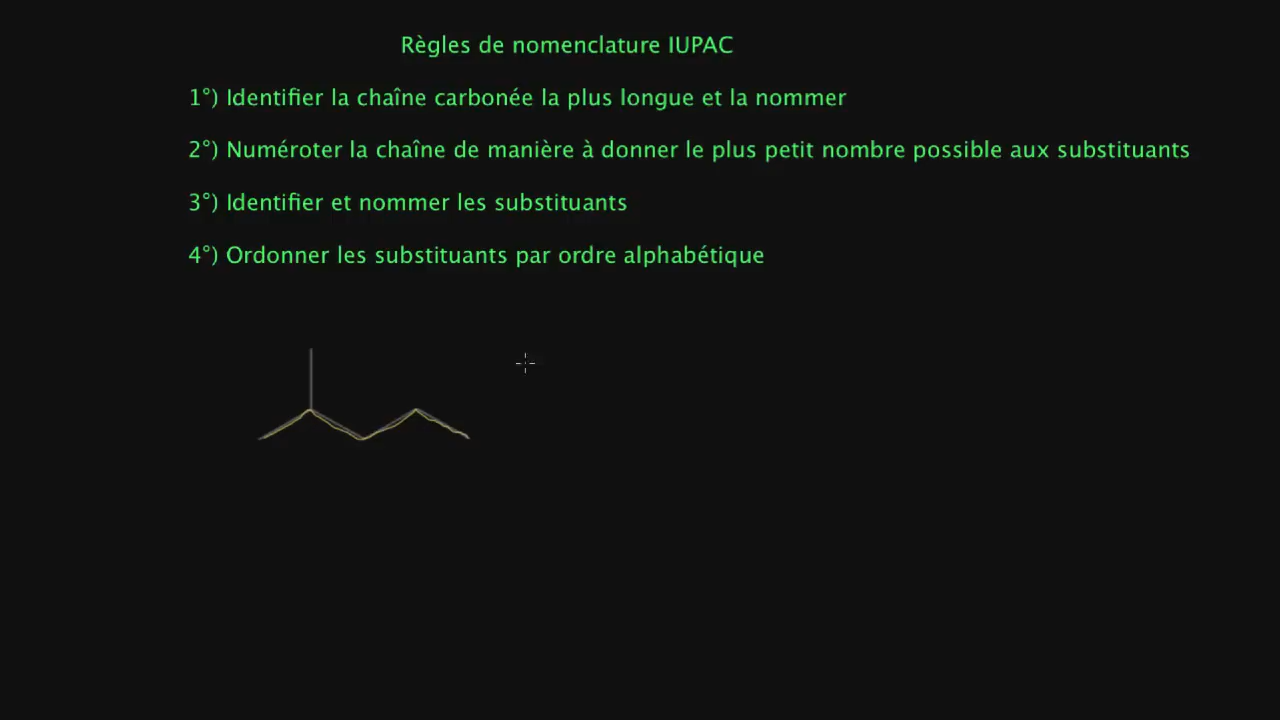 Règles de nomenclature IUPAC
1°) Identifier la chaîne carbonée la plus longue et la nommer
2°) Numéroter la chaîne de manière à donner le plus petit nombre possible aux substituants
3°) Identifier et nommer les substituants
4°) Ordonner les substituants par ordre alphabétique